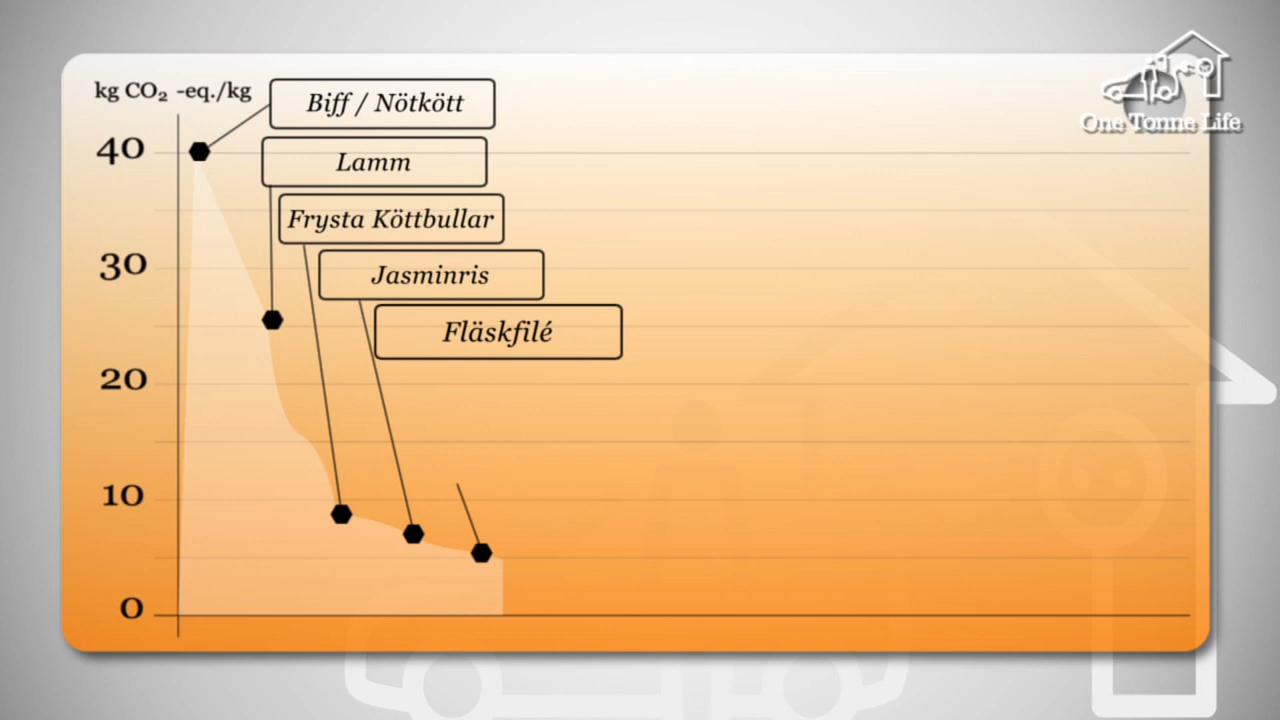 kg CO₂ -eq./kg
Biff / Nötkött
One Tonne Life
40
Lamm
Frysta Köttbullar
30
Jasminris
Fläskfilé
20
10
0